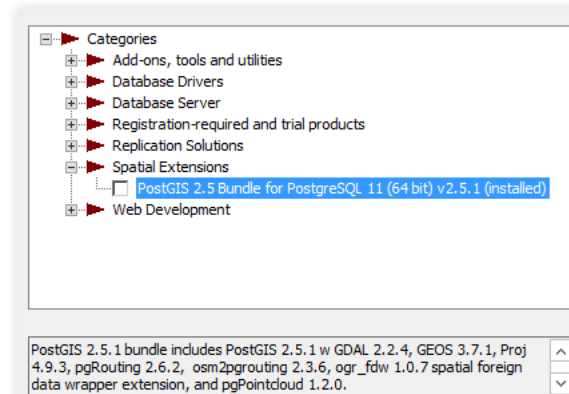 Categories
Add-ons, tools and utilities
Database Drivers
Database Server
Registration-required and trial products
Replication Solutions
Spatial Extensions
PostGIS 2.5 Bundle for PostgreSQL 11 (64 bit) v2.5.1 (installed)
Web Development
PostGIS 2.5.1 bundle includes PostGIS 2.5.1 w GDAL 2.2.4, GEOS 3.7.1, Proj
4.9.3, pgRouting 2.6.2, osm2pgrouting 2.3.6, ogr_fdw 1.0.7 spatial foreign
data wrapper extension, and pgPointcloud 1.2.0.